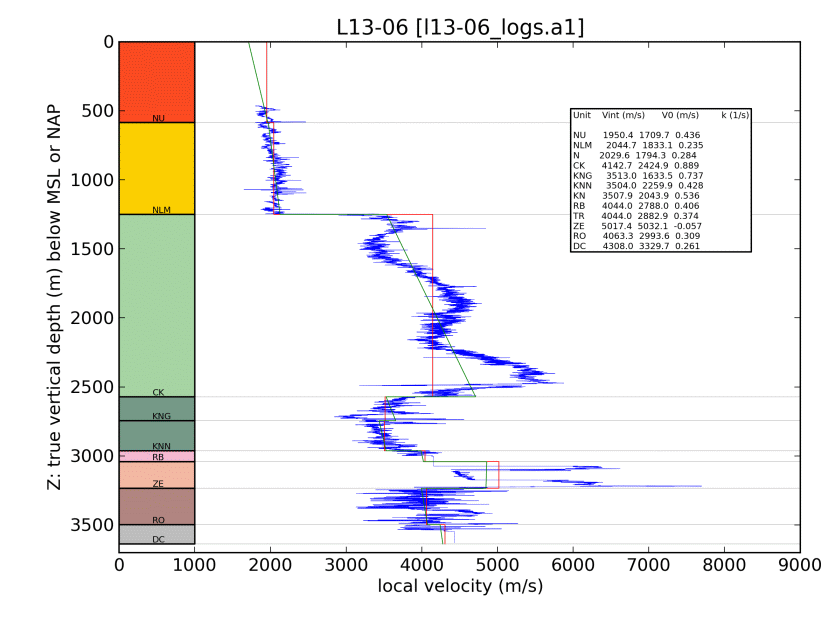 L13-06 [l13-06_logs.a1]
0
500
1000
1500
2000
2500
3000
3500
Z: true vertical depth (m) below MSL or NAP
NU
NLM
CK
KNG
KNN
RB
ZE
RO
DC
Unit Vint (m/s) V0 (m/s) k (1/s)
NU 1950.4 1709.7 0.436
NLM 2044.7 1833.1 0.235
N 2029.6 1794.3 0.284
CK 4142.7 2424.9 0.889
KNG 3513.0 1633.5 0.737
KNN 3504.0 2259.9 0.428
KN 3507.9 2043.9 0.536
RB 4044.0 2788.0 0.406
TR 4044.0 2882.9 0.374
ZE 5017.4 5032.1 -0.057
RO 4063.3 2993.6 0.309
DC 4308.0 3329.7 0.261
0 1000 2000 3000 4000 5000 6000 7000 8000 9000
local velocity (m/s)